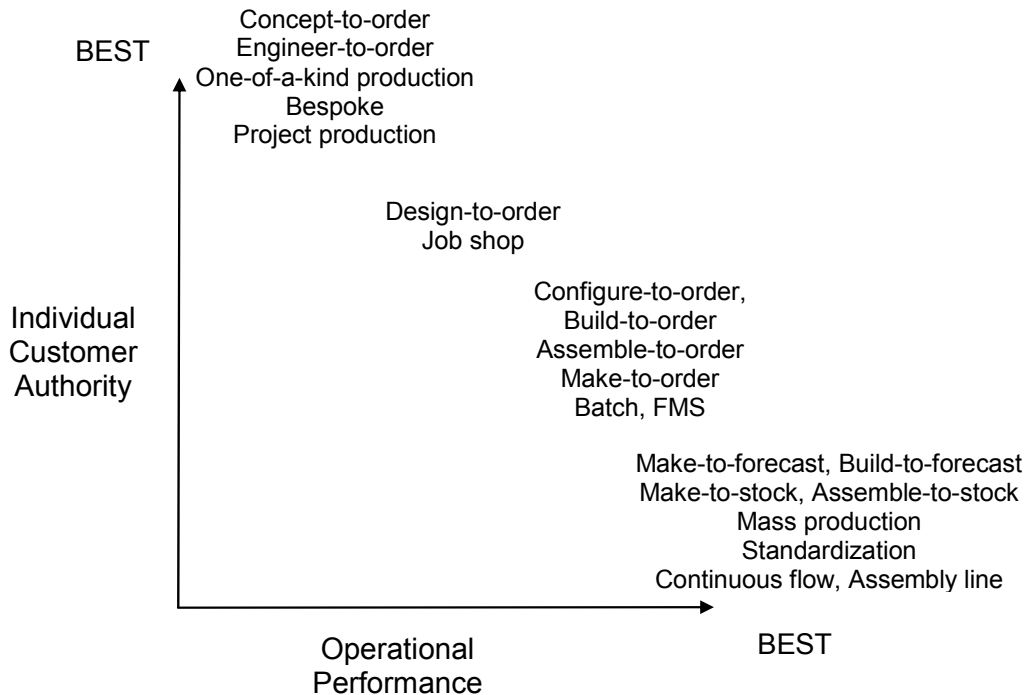 Concept-to-order
Engineer-to-order
One-of-a-kind production
Bespoke
Project production
BEST
Design-to-order
Job shop
Configure-to-order,
Build-to-order
Assemble-to-order
Make-to-order
Batch, FMS
Individual
Customer
Authority
Make-to-forecast, Build-to-forecast
Make-to-stock, Assemble-to-stock
Mass production
Standardization
Continuous flow, Assembly line
Operational
Performance
BEST